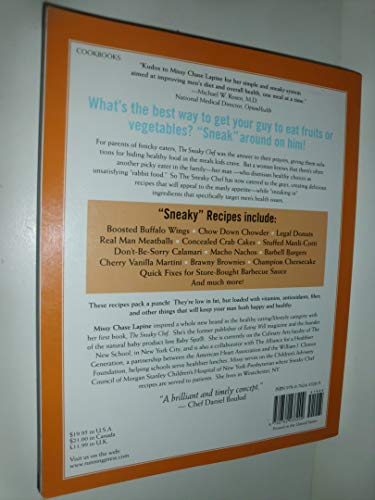 COOKBOOKS
"Kudos to Missy Chase Lapine for her simple and sneaky system
aimed at improving men's diet and overall health, one meal at a time."
—Michael W. Rosen, M.D.
National Medical Director, OptumHealth
What's the best way to get your guy to eat fruits or
vegetables? "Sneak" around on him!
For parents of finicky eaters, The Sneaky Chef was the answer to their prayers, giving them solu-
tions for hiding healthy food in the meals kids crave. But a woman knows that there's often
another picky eater in the family—her man—who dismisses healthy choices as
unsatisfying "rabbit food." So The Sneaky Chef has now catered to the guys, creating delicious
recipes that will appeal to the manly appetite—while "sneaking in"
ingredients that specifically target men's health issues.
"Sneaky" Recipes include:
Boosted Buffalo Wings • Chow Down Chowder • Legal Donuts
Real Man Meatballs • Concealed Crab Cakes • Stuffed Manli-Cotti
Don't-Be-Sorry Calamari • Macho Nachos • Barbell Burgers
Cherry Vanilla Martini • Brawny Brownies • Champion Cheesecake
Quick Fixes for Store-Bought Barbecue Sauce
And much more!
These recipes pack a punch! They're low in fat, but loaded with vitamins, antioxidants, fiber,
and other things that will keep your man both happy and healthy.
Missy Chase Lapine inspired a whole new brand in the healthy eating/lifestyle category with
her first book, The Sneaky Chef. She's the former publisher of Eating Well magazine and the founder
of the natural baby product line Baby Spa®. She is currently on the Culinary Arts faculty of The
New School, in New York City, and is also a collaborator with The Alliance for a Healthier
Generation, a partnership between the American Heart Association and the William J. Clinton
Foundation, helping schools serve healthier lunches. Missy serves on the Children's Advisory
Council of Morgan Stanley Children's Hospital of New York-Presbyterian where Sneaky Chef
recipes are served to patients. She lives in Westchester, NY.
"A brilliant and timely concept."
— Chef Daniel Boulud
$19.95 in U.S.A
$21.00 in Canada
£11.99 in U.K.
Visit us on the web!
www.runningpress.com
Printed in the United States